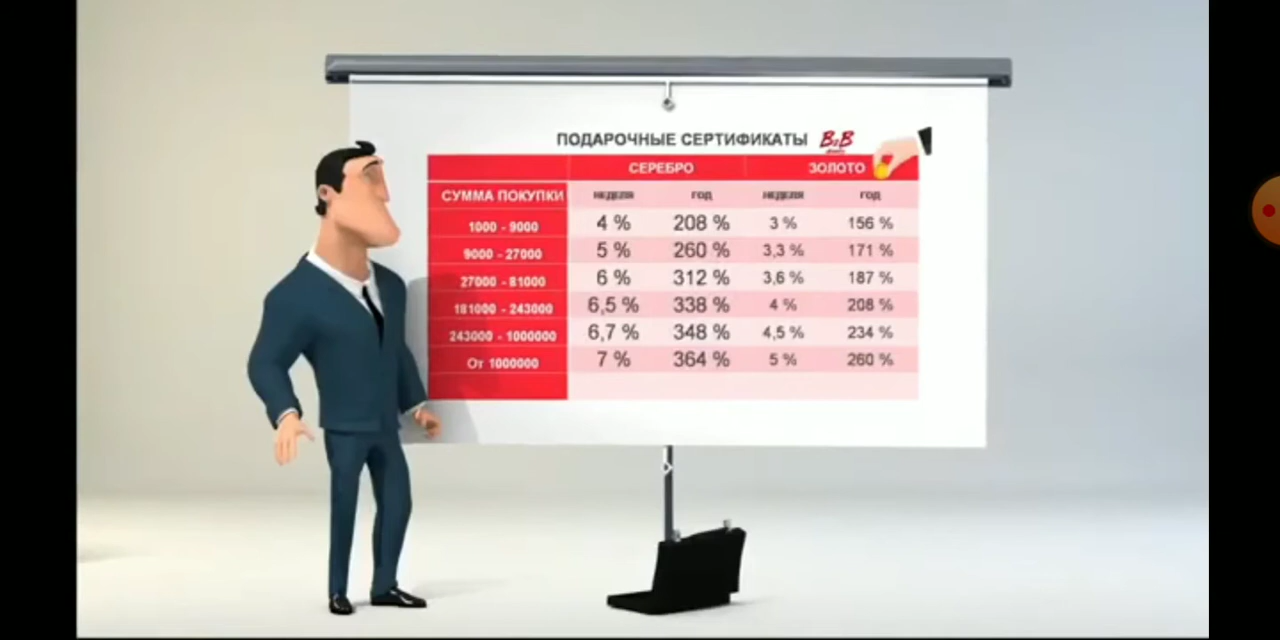 ПОДАРОЧНЫЕ СЕРТИФИКАТЫ
СЕРЕБРО ЗОЛОТО
СУММА ПОКУПКИ НЕДЕЛЯ ГОД НЕДЕЛЯ ГОД
1000 - 9000 4 % 208 % 3 % 156 %
9000 - 27000 5 % 260 % 3,3 % 171 %
27000 - 81000 6 % 312 % 3,6 % 187 %
181000 - 243000 6,5 % 338 % 4 % 208 %
243000 - 1000000 6,7 % 348 % 4,5 % 234 %
От 1000000 7 % 364 % 5 % 260 %